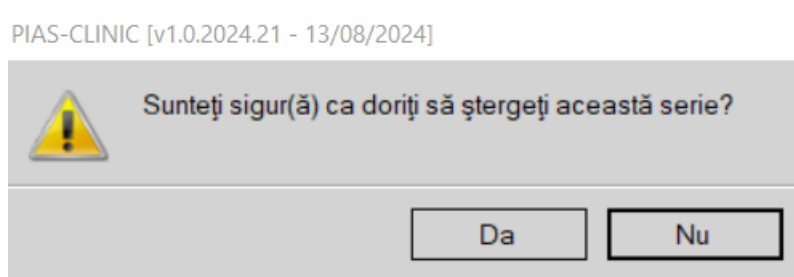 PIAS-CLINIC [v1.0.2024.21 - 13/08/2024]
Sunteţi sigur(ă) ca doriţi să ştergeţi această serie?
Da
Nu